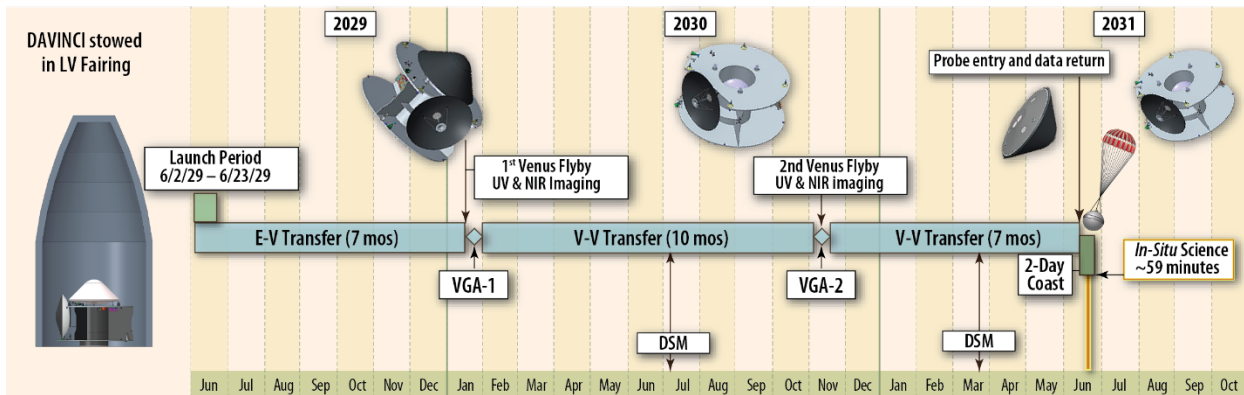 DAVINCI stowed
in LV Fairing
2029
2030
2031
Probe entry and data return
Launch Period
6/2/29 – 6/23/29
1st Venus Flyby
UV & NIR Imaging
2nd Venus Flyby
UV & NIR imaging
E-V Transfer (7 mos)
V-V Transfer (10 mos)
V-V Transfer (7 mos)
VGA-1
VGA-2
2-Day
Coast
In-Situ Science
~59 minutes
DSM
DSM
Jun Jul Aug Sep Oct Nov Dec Jan Feb Mar Apr May Jun Jul Aug Sep Oct Nov Dec Jan Feb Mar Apr May Jun Jul Aug Sep Oct